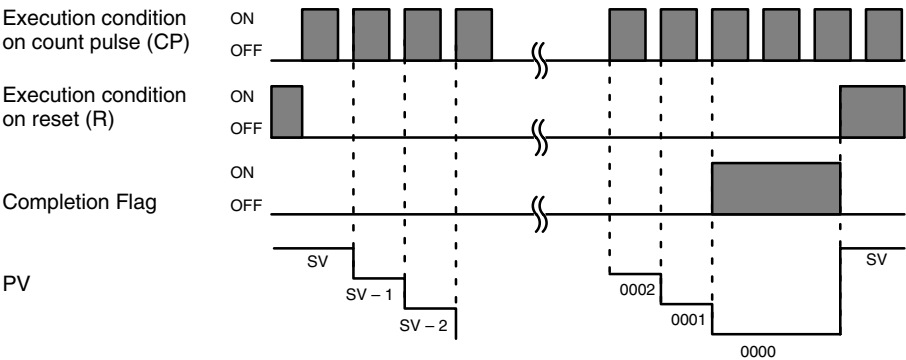 Execution condition
on count pulse (CP)
ON
OFF
Execution condition
on reset (R)
ON
OFF
Completion Flag
ON
OFF
PV
SV
SV – 1
SV – 2
0002
0001
0000
SV